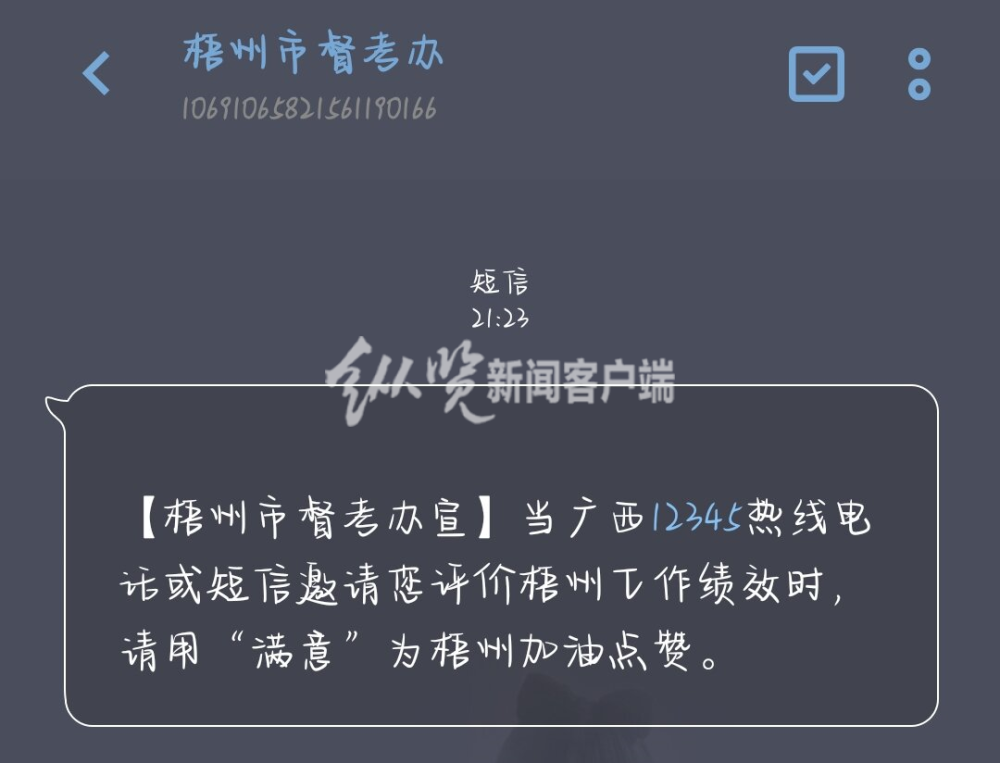 梧州市督考办
10691065821561190166
短信
21:23
纵览新闻客户端
【梧州市督考办宣】当广西12345热线电
话或短信邀请您评价梧州工作绩效时，
请用“满意”为梧州加油点赞。